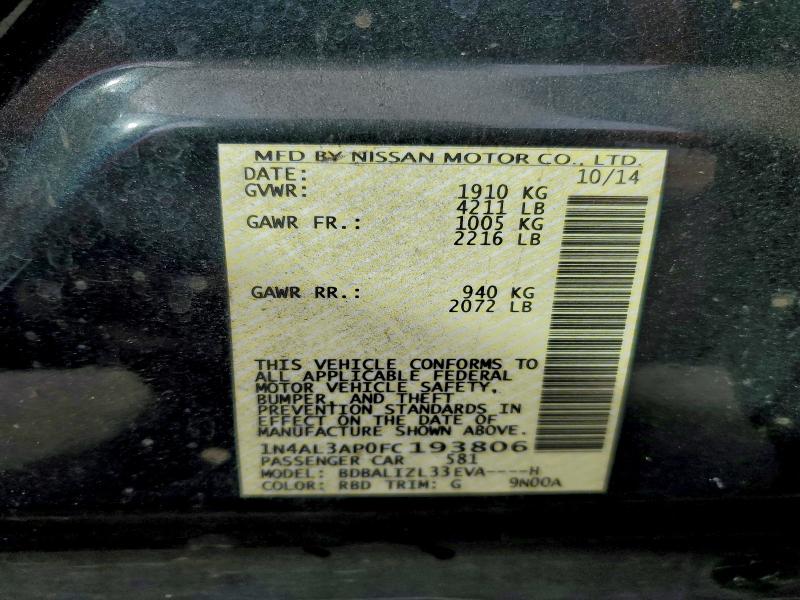 MFD BY NISSAN MOTOR CO., LTD.
DATE: 10/14
GVWR: 1910 KG
4211 LB
GAWR FR.: 1005 KG
2216 LB
GAWR RR.: 940 KG
2072 LB
THIS VEHICLE CONFORMS TO
ALL APPLICABLE FEDERAL
MOTOR VEHICLE SAFETY,
BUMPER, AND THEFT
PREVENTION STANDARDS IN
EFFECT ON THE DATE OF
MANUFACTURE SHOWN ABOVE.
1N4AL3AP0FC193806
PASSENGER CAR 581
MODEL: BDBALIZL33EVA----H
COLOR: RBD TRIM: G 9N00A